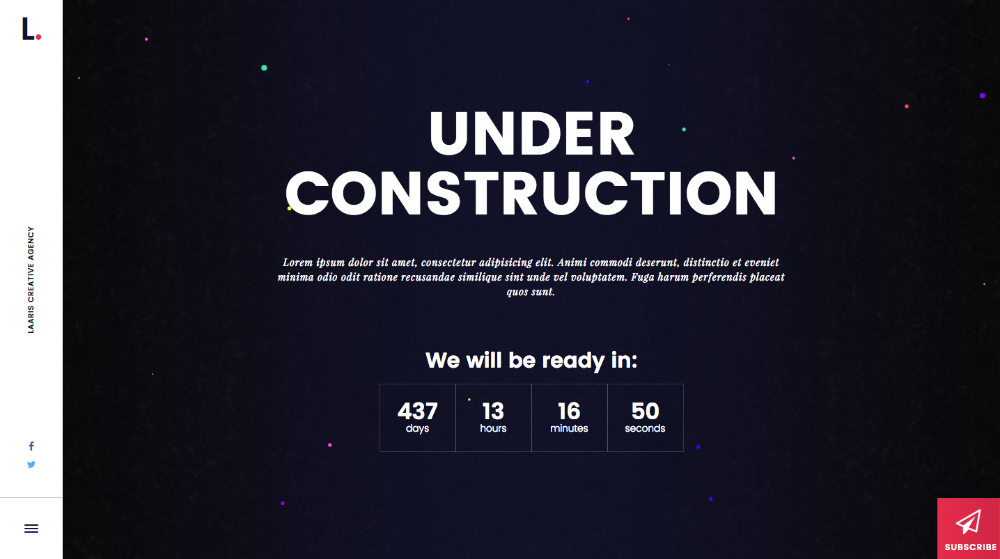 L.
LAARIS CREATIVE AGENCY
UNDER
CONSTRUCTION
Lorem ipsum dolor sit amet, consectetur adipisicing elit. Animi commodi deserunt, distinctio et eveniet
minima odio odit ratione recusandae similique sint unde vel voluptatem. Fuga harum perferendis placeat
quos sunt.
We will be ready in:
437 13 16 50
days hours minutes seconds
SUBSCRIBE